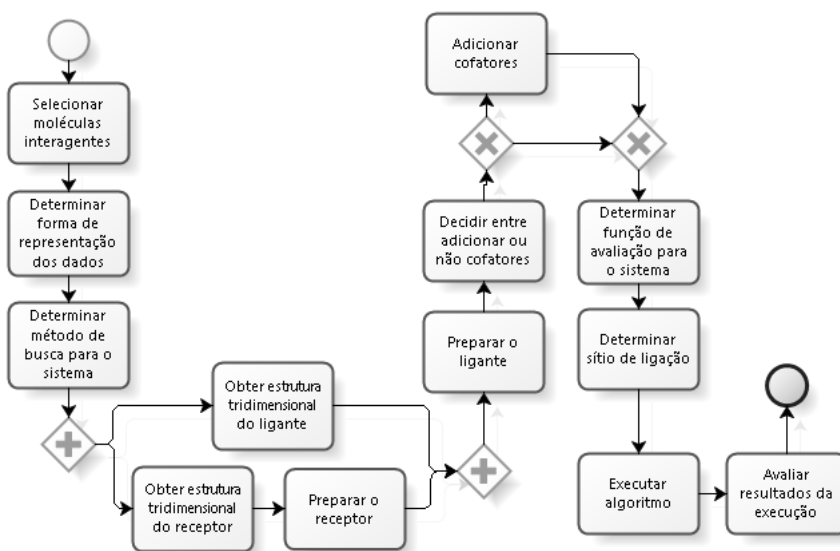 Selecionar
moléculas
interagentes
Determinar
forma de
representação
dos dados
Determinar
método de
busca para o
sistema
Obter estrutura
tridimensional
do ligante
Obter estrutura
tridimensional
do receptor
Preparar o
receptor
Preparar o
ligante
Decidir entre
adicionar ou
não cofatores
Adicionar
cofatores
Determinar
função de
avaliação para
o sistema
Determinar
sítio de ligação
Executar
algoritmo
Avaliar
resultados da
execução